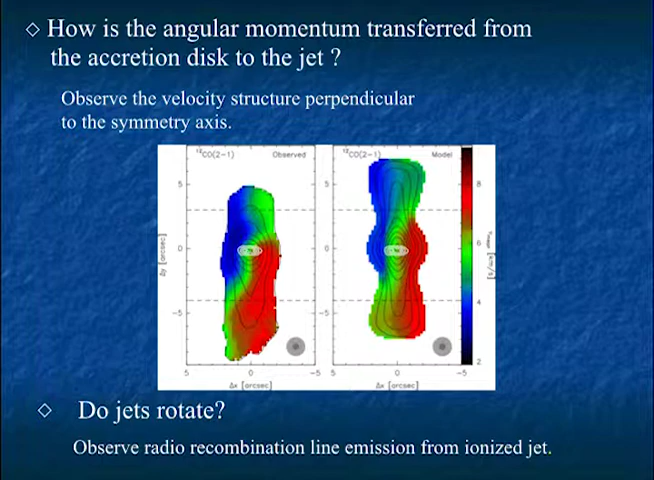 ◇ How is the angular momentum transferred from
the accretion disk to the jet ?
Observe the velocity structure perpendicular
to the symmetry axis.
¹²CO(2-1) Observed
¹²CO(2-1) Model
5
0
-5
5
0
-5
Δy [arcsec]
8
6
4
2
5 0 -5
5 0 -5
Δx [arcsec]
Δx [arcsec]
◇ Do jets rotate?
Observe radio recombination line emission from ionized jet.